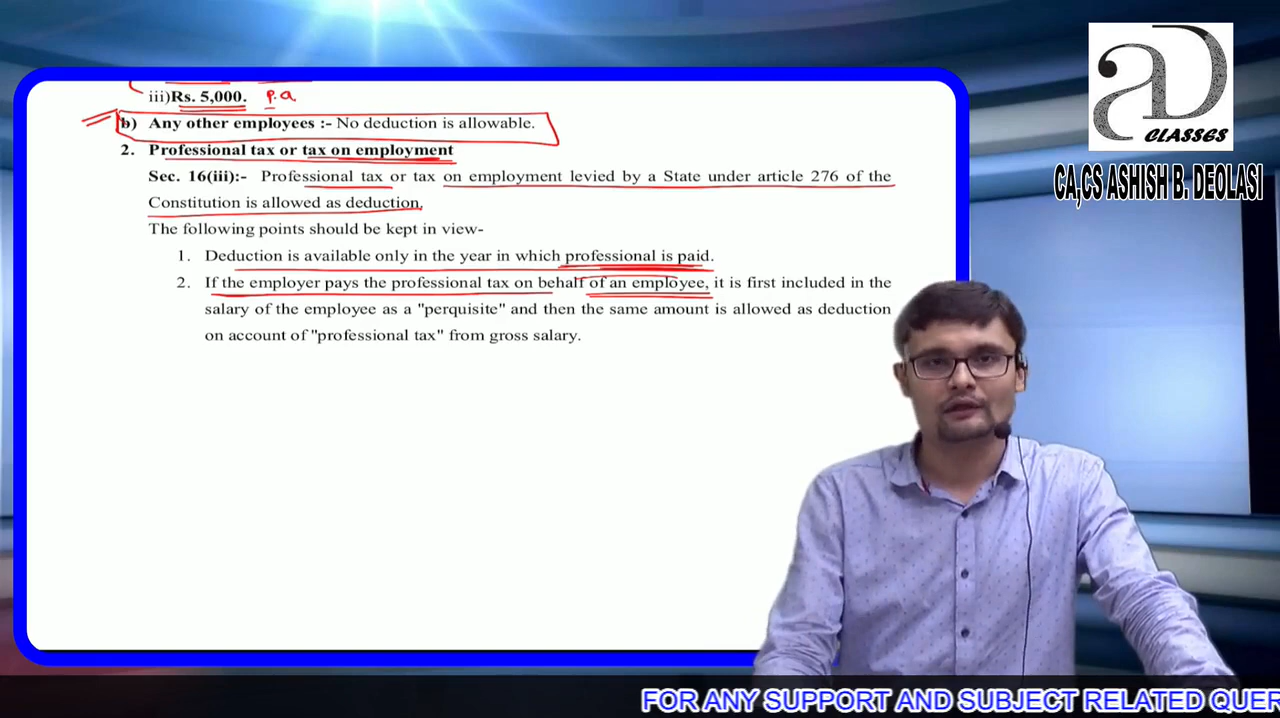 iii)Rs. 5,000. p.a
b) Any other employees :- No deduction is allowable.
2. Professional tax or tax on employment
Sec. 16(iii):- Professional tax or tax on employment levied by a State under article 276 of the
Constitution is allowed as deduction.
The following points should be kept in view-
1. Deduction is available only in the year in which professional is paid.
2. If the employer pays the professional tax on behalf of an employee, it is first included in the
salary of the employee as a "perquisite" and then the same amount is allowed as deduction
on account of "professional tax" from gross salary.
aD
CLASSES
CA,CS ASHISH B. DEOLASI
FOR ANY SUPPORT AND SUBJECT RELATED QUER